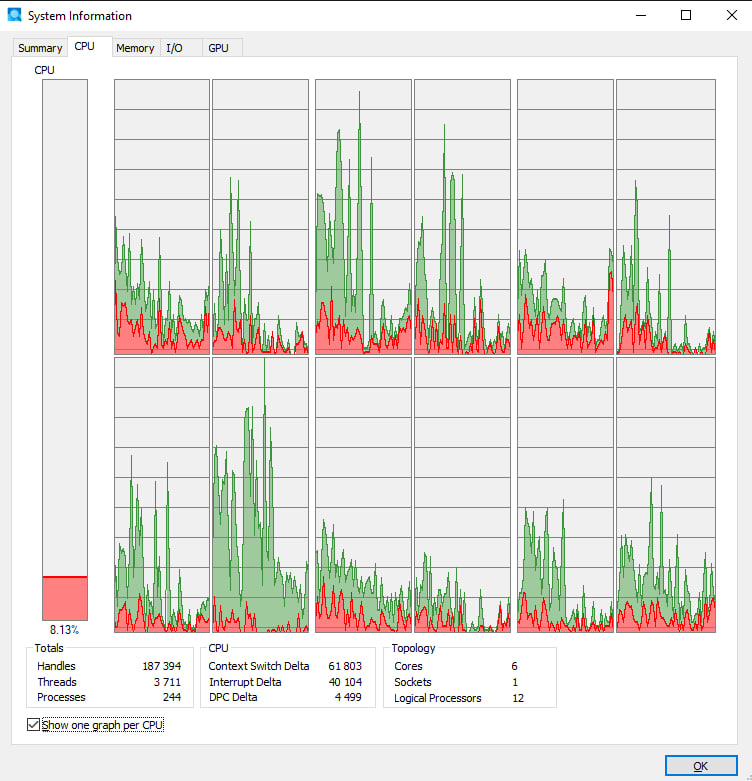 System Information
Summary CPU Memory I/O GPU
CPU
8.13%
Totals
Handles 187 394
Threads 3 711
Processes 244
CPU
Context Switch Delta 61 803
Interrupt Delta 40 104
DPC Delta 4 499
Topology
Cores 6
Sockets 1
Logical Processors 12
Show one graph per CPU
OK